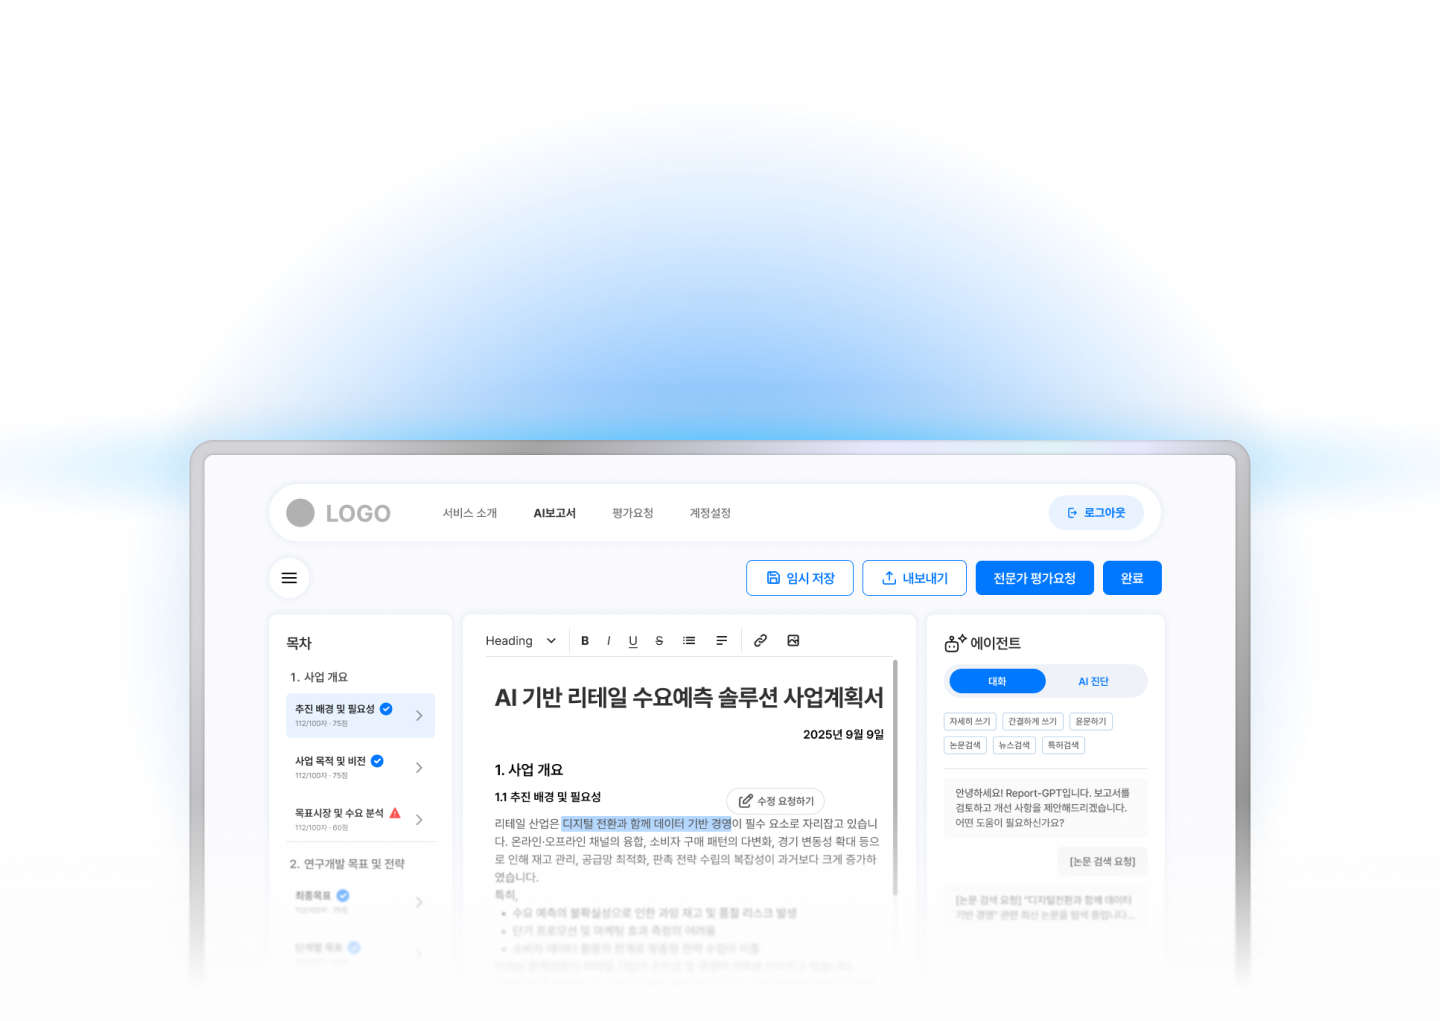 LOGO
서비스 소개
AI보고서
평가요청
계정설정
로그아웃
임시 저장
내보내기
전문가 평가요청
완료
목차
1. 사업 개요
추진 배경 및 필요성
112/100자 · 75점
사업 목적 및 비전
112/100자 · 75점
목표시장 및 수요 분석
112/100자 · 60점
2. 연구개발 목표 및 전략
최종목표
112/100자 · 75점
단계별 목표
Heading
B I U S
AI 기반 리테일 수요예측 솔루션 사업계획서
2025년 9월 9일
1. 사업 개요
1.1 추진 배경 및 필요성
수정 요청하기
리테일 산업은 디지털 전환과 함께 데이터 기반 경영이 필수 요소로 자리잡고 있습니
다. 온라인·오프라인 채널의 융합, 소비자 구매 패턴의 다변화, 경기 변동성 확대 등으
로 인해 재고 관리, 공급망 최적화, 판촉 전략 수립의 복잡성이 과거보다 크게 증가하
였습니다.
특히,
• 수요 예측의 불확실성으로 인한 과잉 재고 및 품절 리스크 발생
• 단기 프로모션 및 마케팅 효과 측정의 어려움
• 소비자 데이터 활용의 한계로 맞춤형 전략 수립이 미흡
에이전트
대화
AI 진단
자세히 쓰기
간결하게 쓰기
윤문하기
논문검색
뉴스검색
특허검색
안녕하세요! Report-GPT입니다. 보고서를
검토하고 개선 사항을 제안해드리겠습니다.
어떤 도움이 필요하신가요?
[논문 검색 요청]
[논문 검색 요청] "디지털전환과 함께 데이터
기반 경영" 관련 최신 논문을 탐색 중입니다...